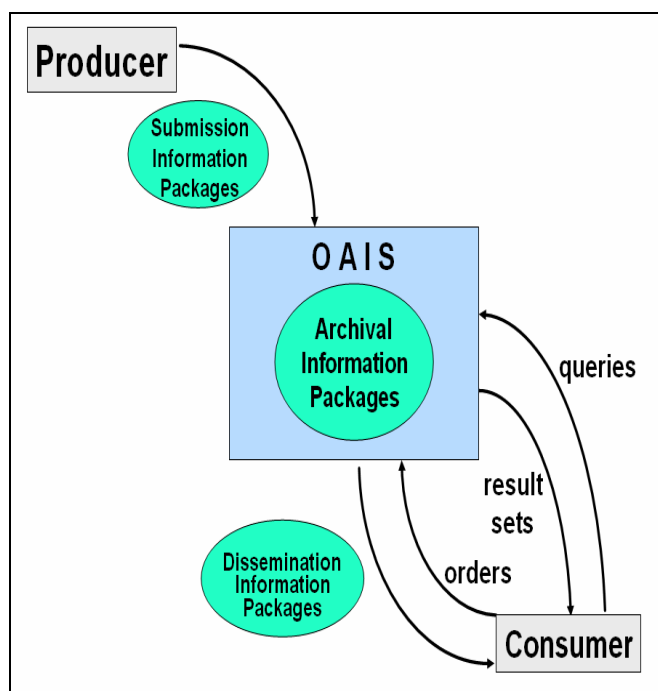 Producer
Submission
Information
Packages
O A I S
Archival
Information
Packages
queries
result
sets
Dissemination
Information
Packages
orders
Consumer